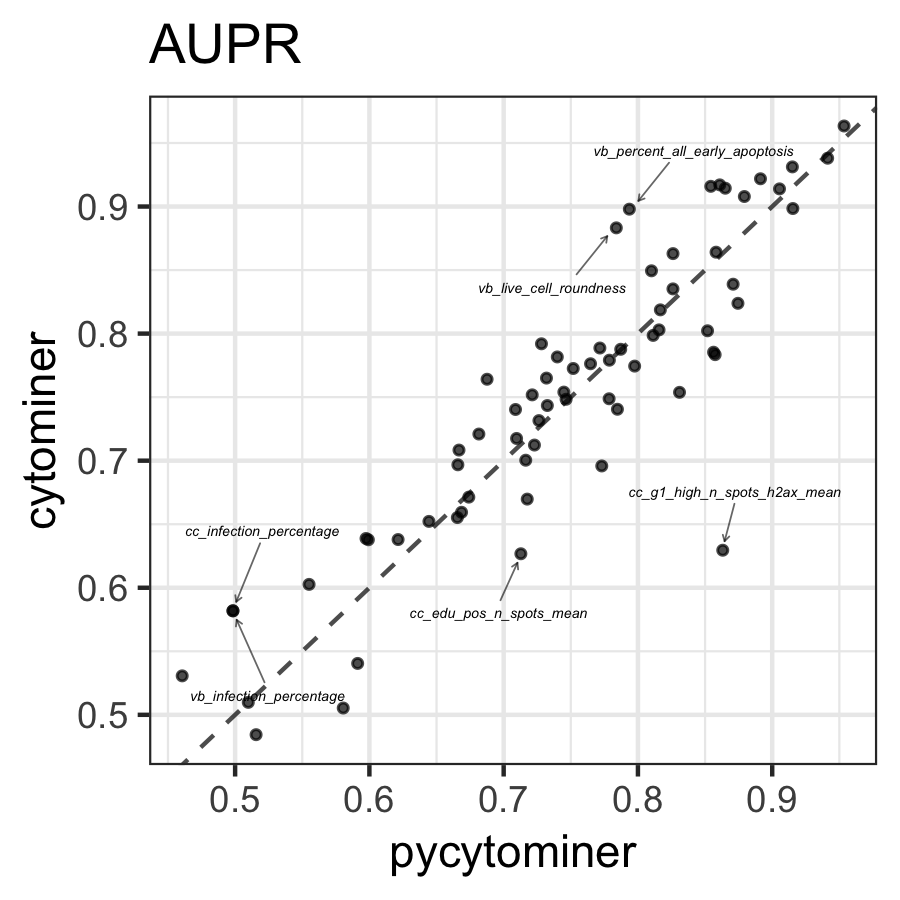 AUPR
cytominer
0.9
0.8
0.7
0.6
0.5
vb_percent_all_early_apoptosis
vb_live_cell_roundness
cc_g1_high_n_spots_h2ax_mean
cc_infection_percentage
cc_edu_pos_n_spots_mean
vb_infection_percentage
0.5 0.6 0.7 0.8 0.9
pycytominer